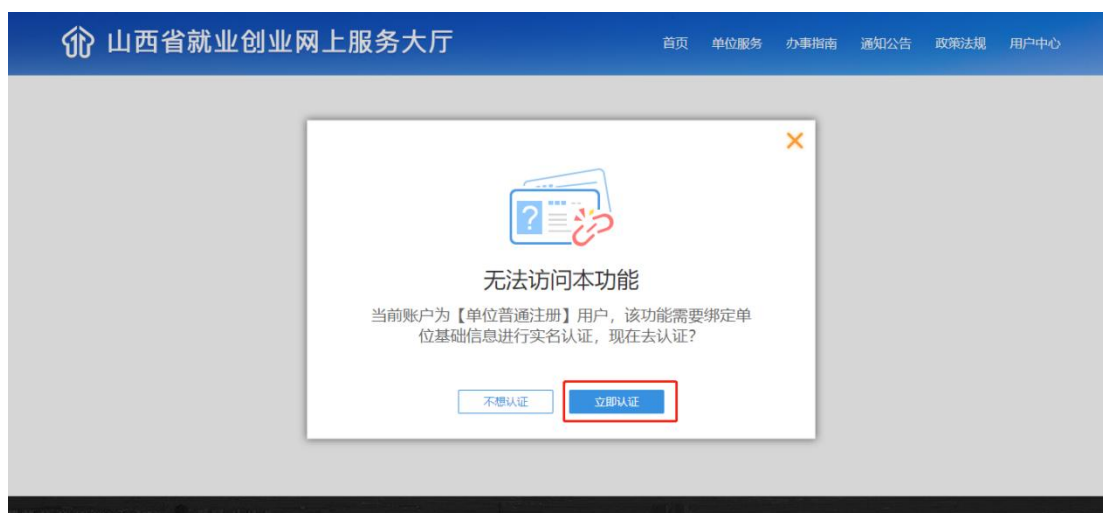 山西省就业创业网上服务大厅
首页 单位服务 办事指南 通知公告 政策法规 用户中心
?
无法访问本功能
当前账户为【单位普通注册】用户，该功能需要绑定单
位基础信息进行实名认证，现在去认证?
不想认证 立即认证